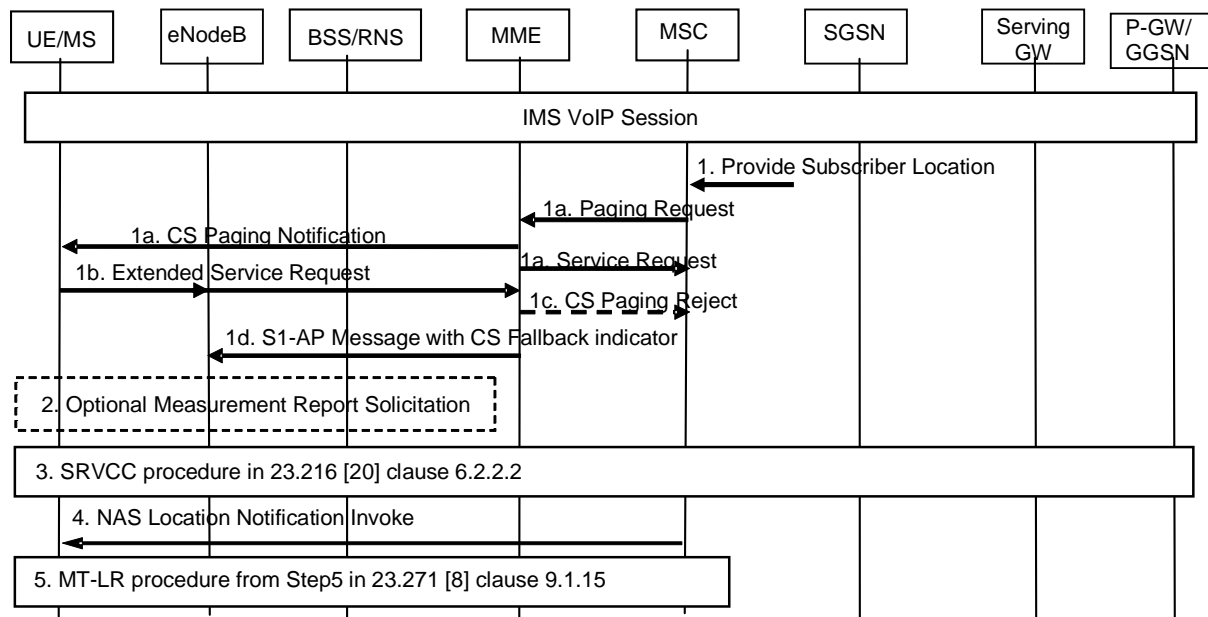 UE/MS
eNodeB
BSS/RNS
MME
MSC
SGSN
Serving
GW
P-GW/
GGSN
IMS VoIP Session
1. Provide Subscriber Location
1a. Paging Request
1a. CS Paging Notification
1a. Service Request
1b. Extended Service Request
1c. CS Paging Reject
1d. S1-AP Message with CS Fallback indicator
2. Optional Measurement Report Solicitation
3. SRVCC procedure in 23.216 [20] clause 6.2.2.2
4. NAS Location Notification Invoke
5. MT-LR procedure from Step5 in 23.271 [8] clause 9.1.15